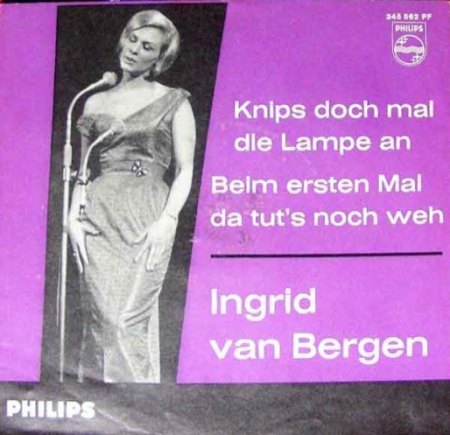 345 862 PF
PHILIPS
Knips doch mal
die Lampe an
Beim ersten Mal
da tut's noch weh
Ingrid
van Bergen
PHILIPS